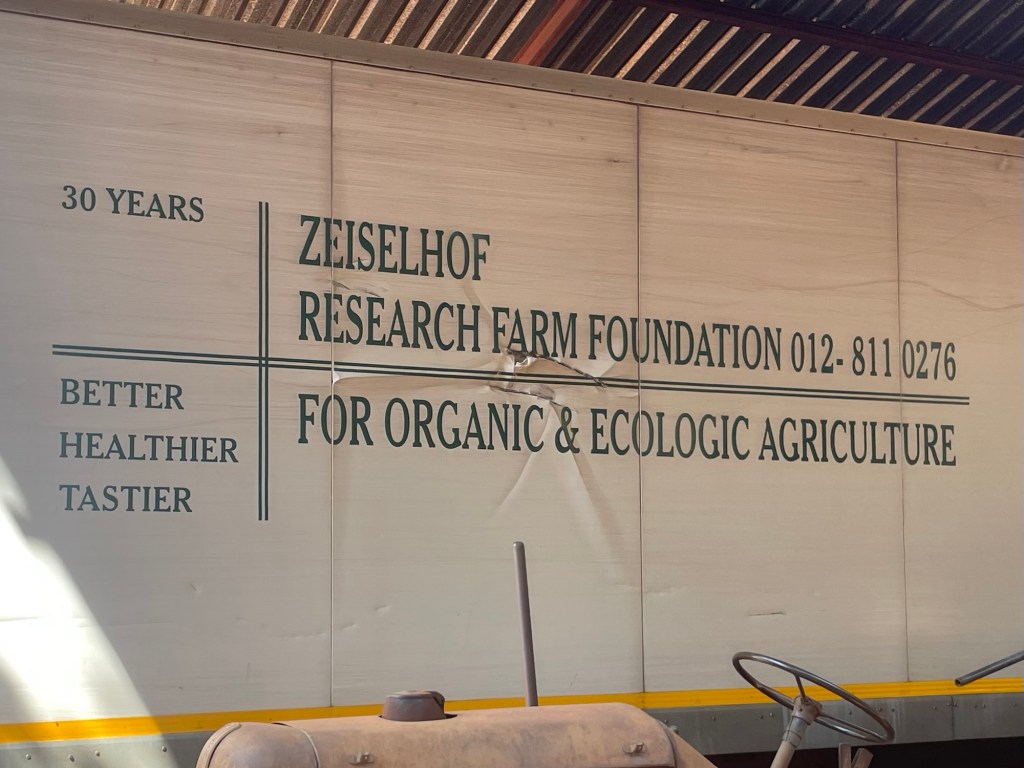 30 YEARS
ZEISELHOF
RESEARCH FARM FOUNDATION 012- 811 0276
BETTER
HEALTHIER
TASTIER
FOR ORGANIC & ECOLOGIC AGRICULTURE